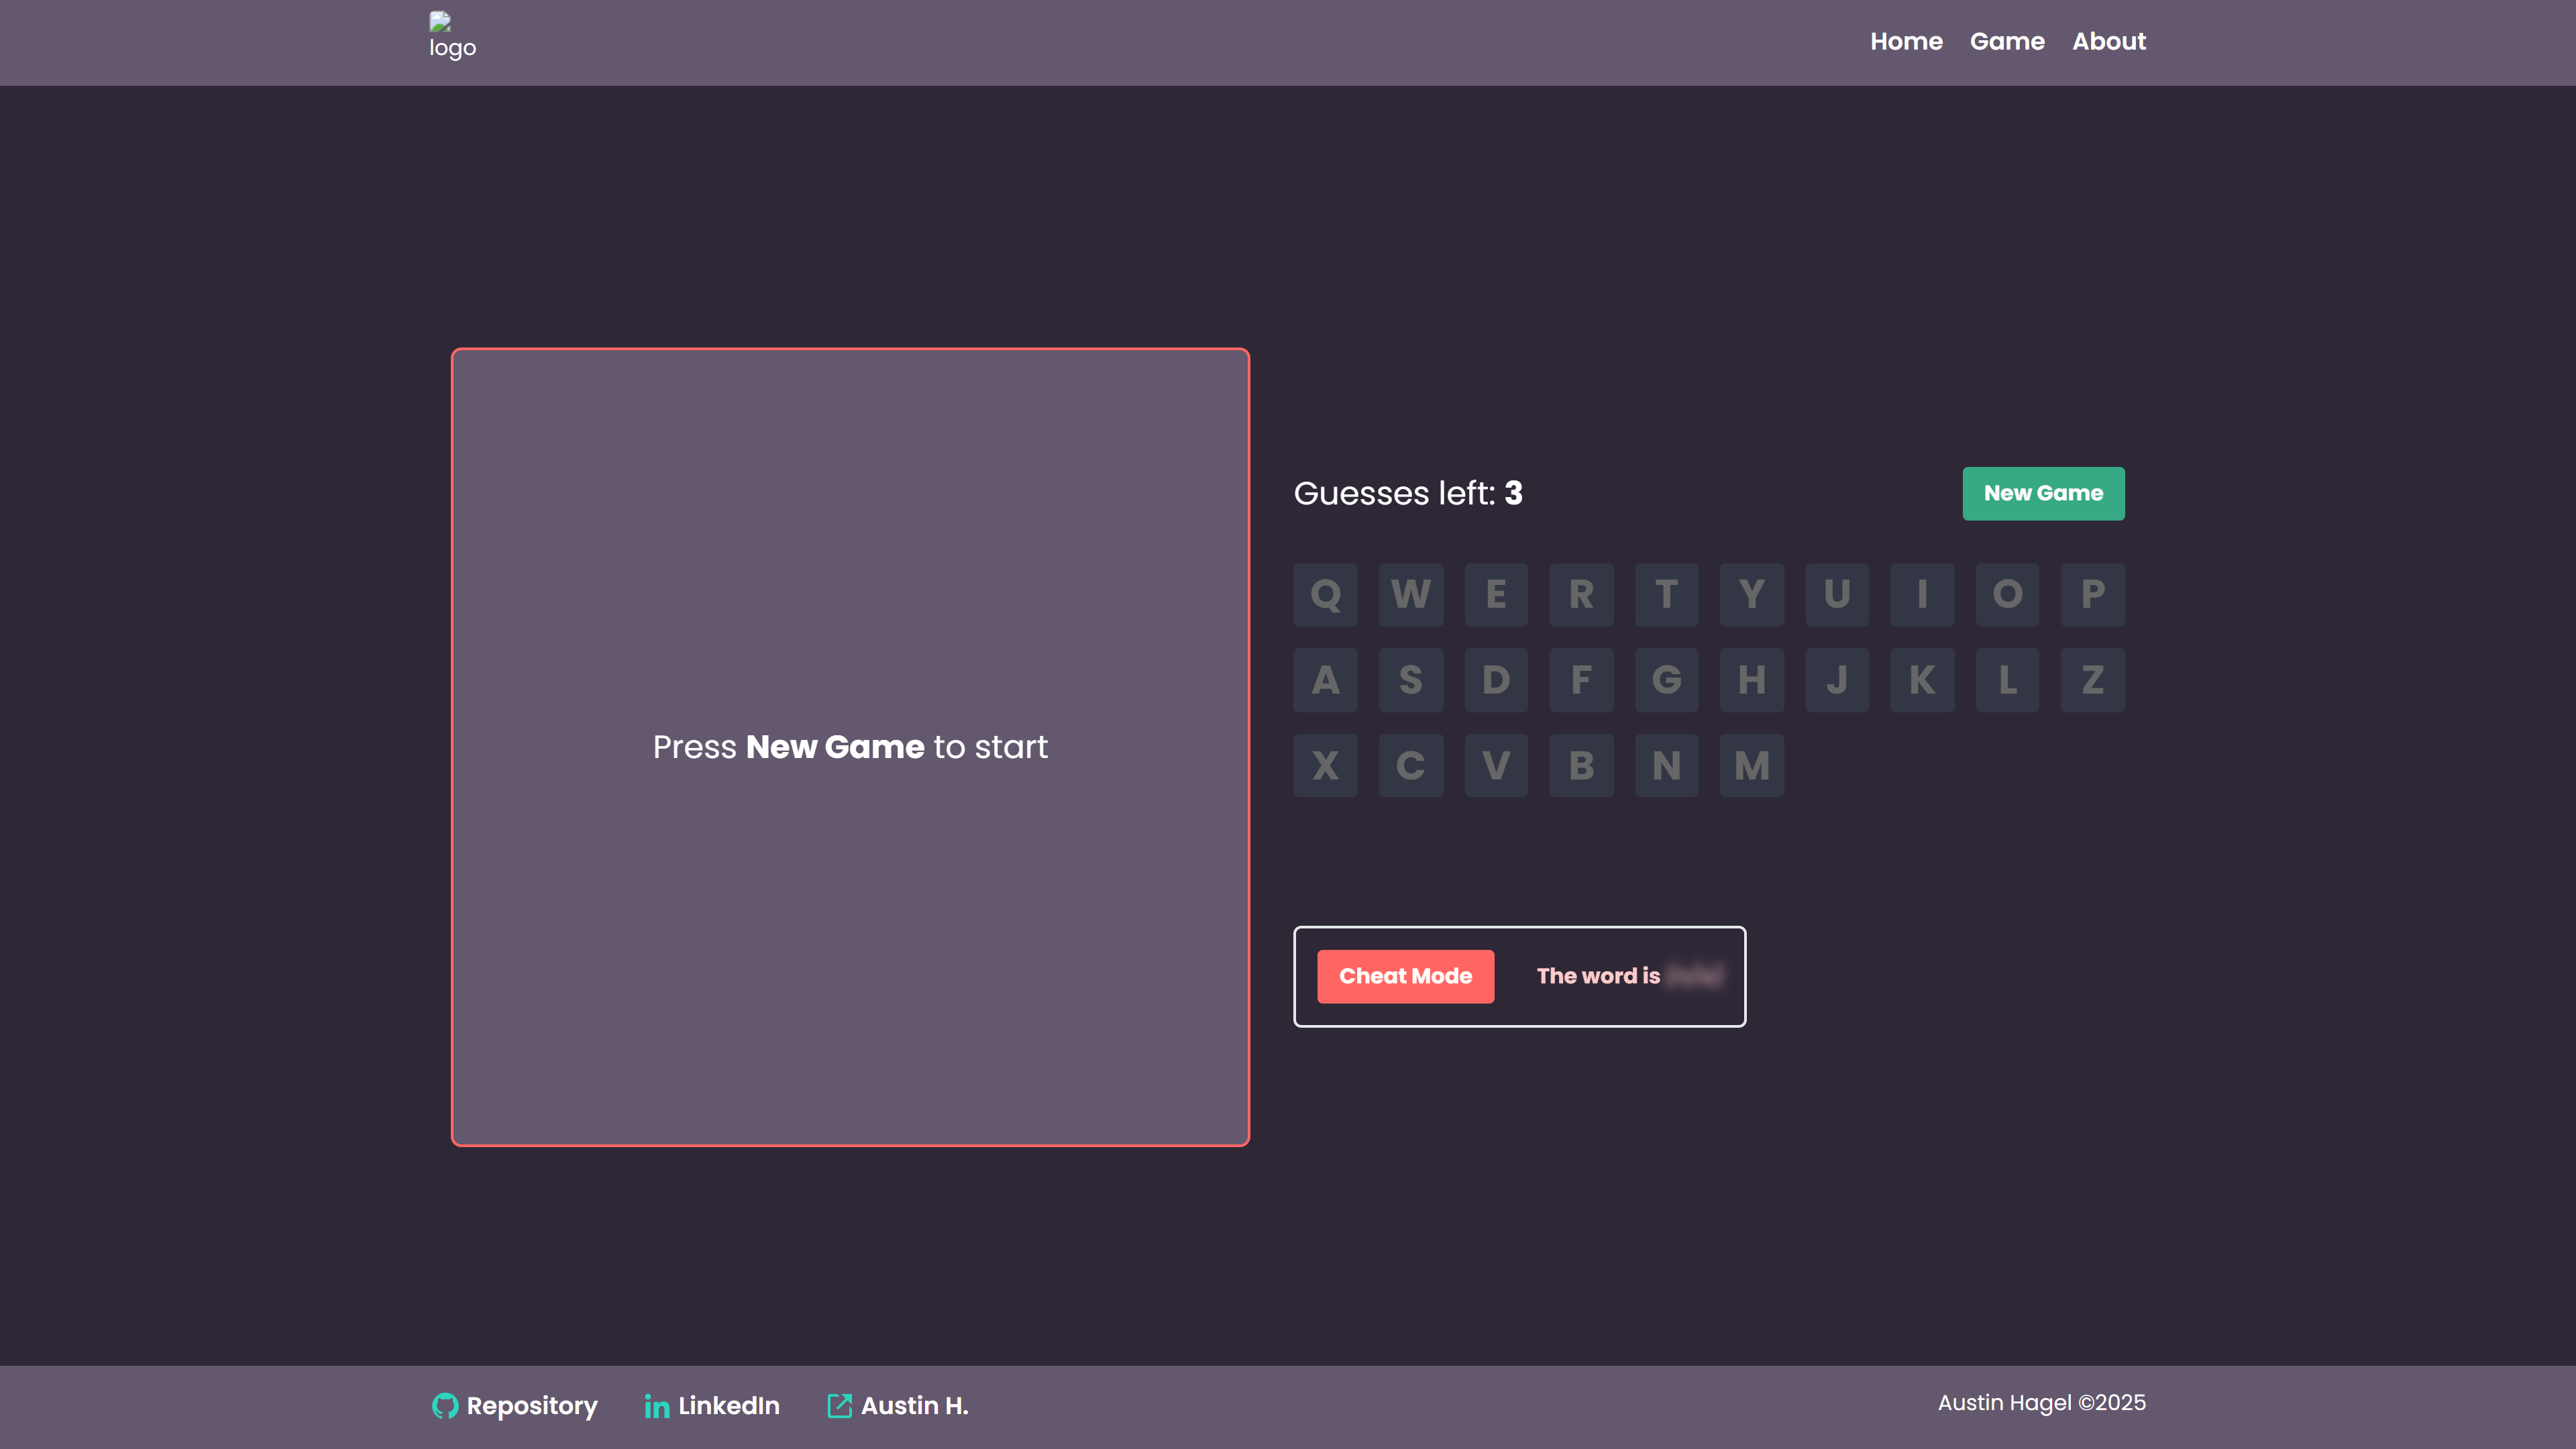 logo
Home Game About
Guesses left: 3
New Game
Q W E R T Y U I O P
A S D F G H J K L Z
X C V B N M
Press New Game to start
Cheat Mode
The word is
Repository LinkedIn Austin H.
Austin Hagel ©2025